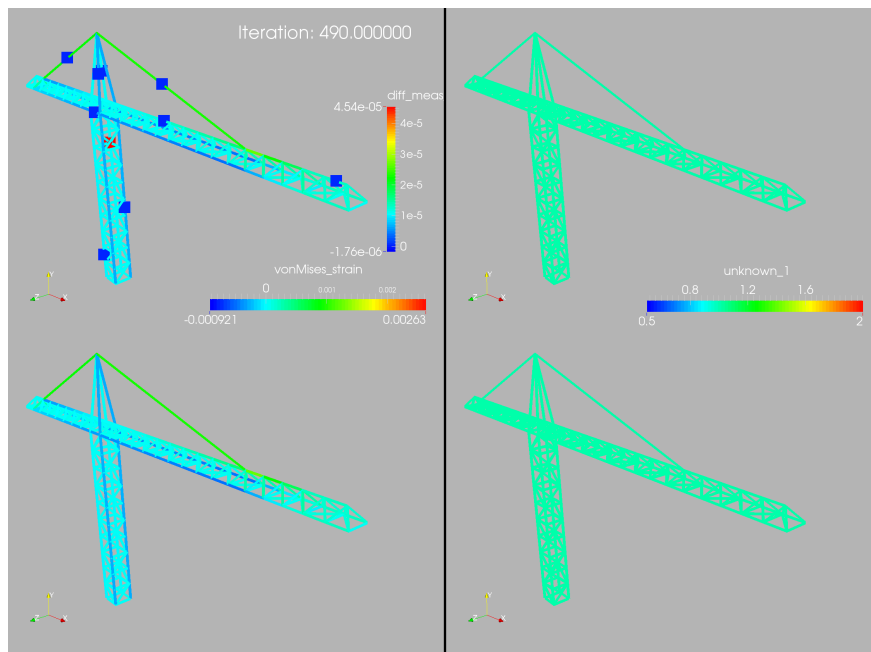 Iteration: 490.000000
diff_meas
4.54e-05
4e-5
3e-5
2e-5
1e-5
0
-1.76e-06
vonMises_strain
0 0.001 0.002
-0.000921 0.00263
unknown_1
0.8 1.2 1.6
0.5 2
Y
Z X
Y
Z X
Y
Z X
Y
Z X